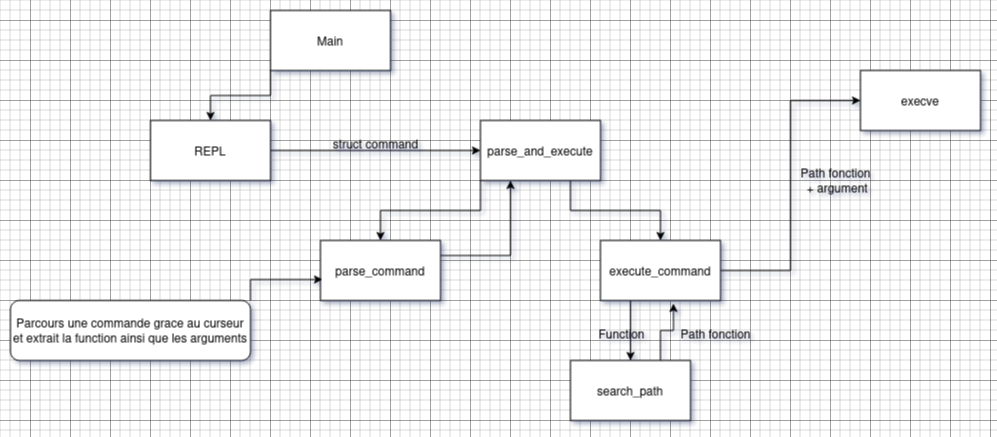 Main
execve
REPL
struct command
parse_and_execute
Path fonction
+ argument
parse_command
execute_command
Parcours une commande grace au curseur
et extrait la function ainsi que les arguments
Function
Path fonction
search_path